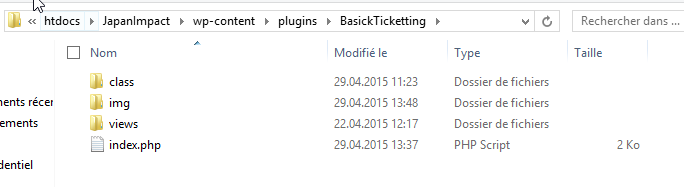 « htdocs › JapanImpact › wp-content › plugins › BasickTicketting ›
Rechercher dans ...
Nom Modifié le Type Taille
class 29.04.2015 11:23 Dossier de fichiers
ments récer img 29.04.2015 13:48 Dossier de fichiers
ements views 22.04.2015 12:17 Dossier de fichiers
index.php 29.04.2015 13:37 PHP Script 2 Ko
dentiel